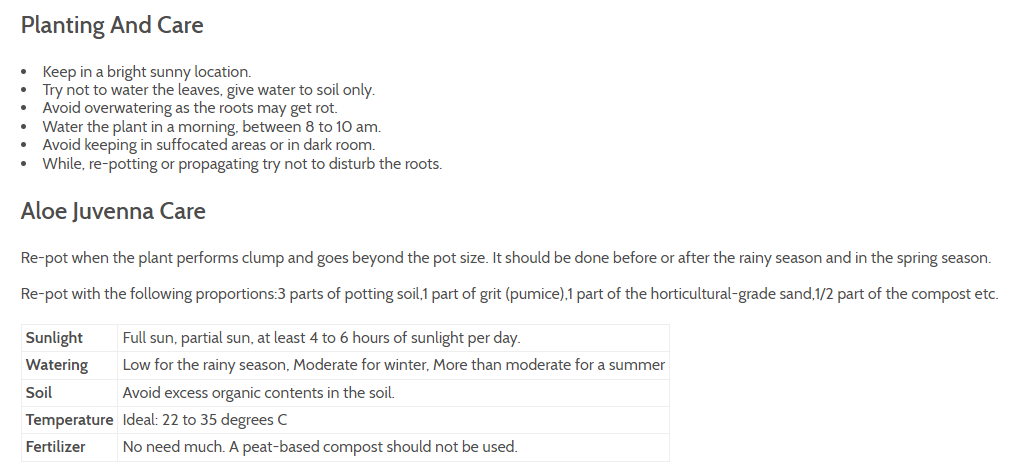 Planting And Care
• Keep in a bright sunny location.
• Try not to water the leaves, give water to soil only.
• Avoid overwatering as the roots may get rot.
• Water the plant in a morning, between 8 to 10 am.
• Avoid keeping in suffocated areas or in dark room.
• While, re-potting or propagating try not to disturb the roots.
Aloe Juvenna Care
Re-pot when the plant performs clump and goes beyond the pot size. It should be done before or after the rainy season and in the spring season.
Re-pot with the following proportions:3 parts of potting soil,1 part of grit (pumice),1 part of the horticultural-grade sand,1/2 part of the compost etc.
Sunlight Full sun, partial sun, at least 4 to 6 hours of sunlight per day.
Watering Low for the rainy season, Moderate for winter, More than moderate for a summer
Soil Avoid excess organic contents in the soil.
Temperature Ideal: 22 to 35 degrees C
Fertilizer No need much. A peat-based compost should not be used.